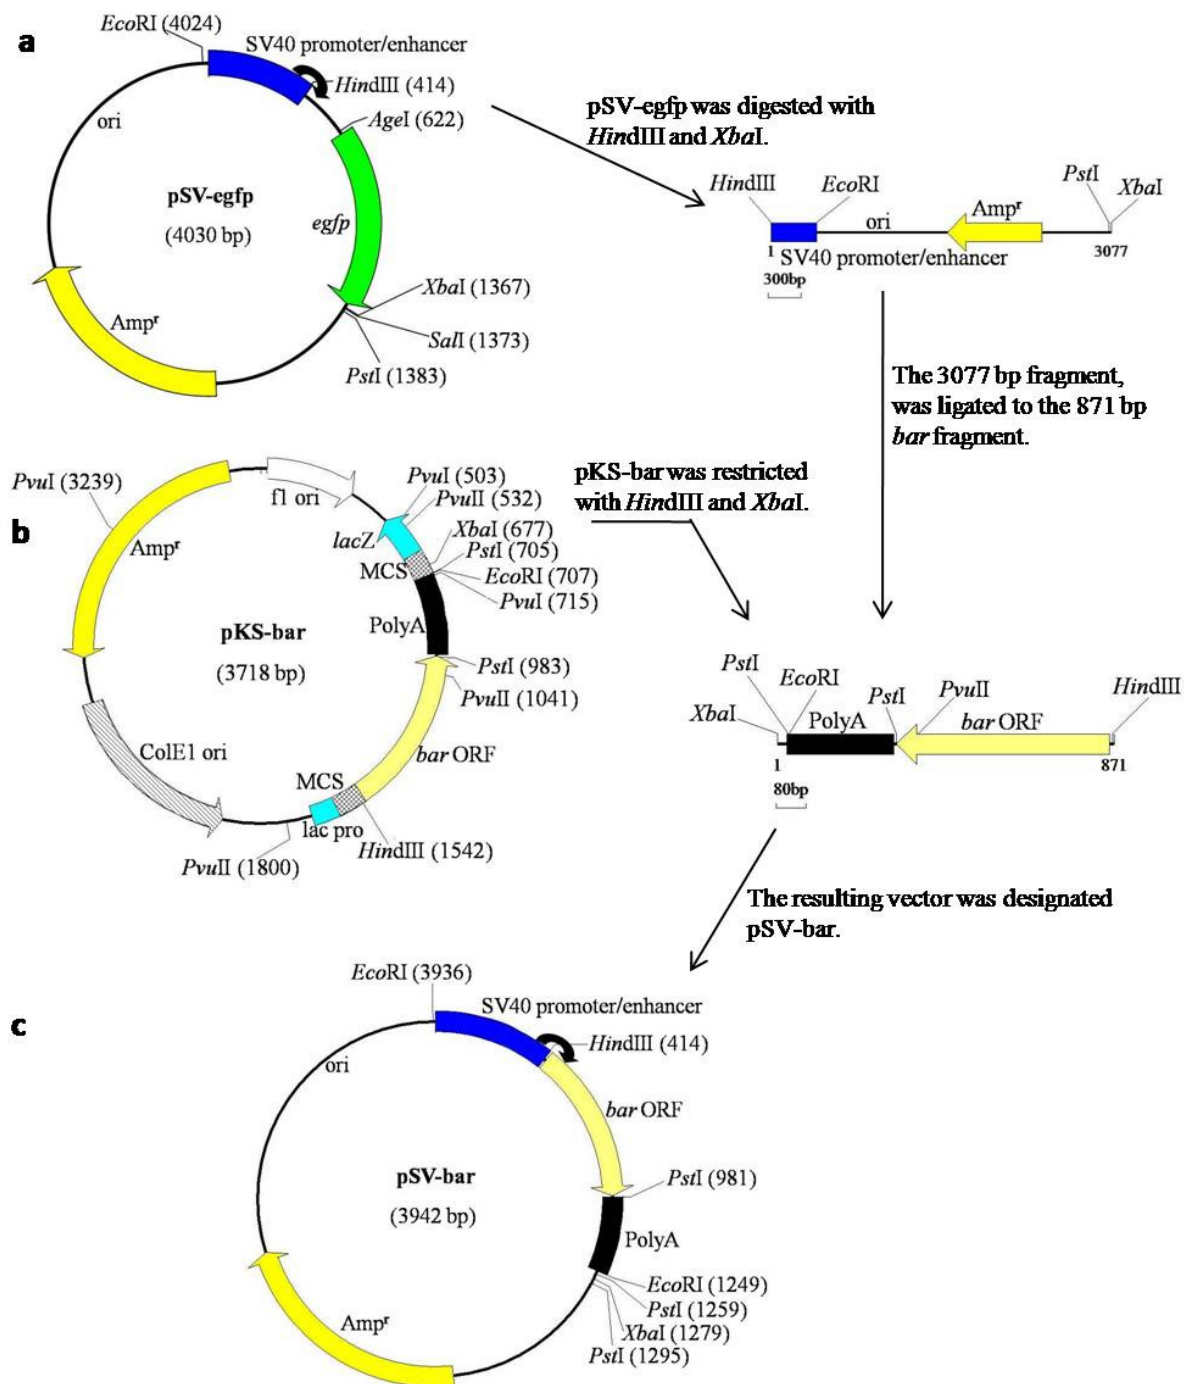 a
EcoRI (4024)
SV40 promoter/enhancer
HindIII (414)
AgeI (622)
ori
pSV-egfp
(4030 bp)
egfp
XbaI (1367)
SalI (1373)
PstI (1383)
Ampr
pSV-egfp was digested with
HindIII and XbaI.
HindIII
EcoRI
PstI
XbaI
ori
Ampr
1
SV40 promoter/enhancer
3077
300bp
The 3077 bp fragment,
was ligated to the 871 bp
bar fragment.
b
PvuI (3239)
f1 ori
PvuI (503)
PvuII (532)
lacZ
XbaI (677)
PstI (705)
MCS
EcoRI (707)
PvuI (715)
Ampr
PolyA
pKS-bar
(3718 bp)
PstI (983)
PvuII (1041)
bar ORF
ColE1 ori
MCS
lac pro
HindIII (1542)
PvuII (1800)
pKS-bar was restricted
with HindIII and XbaI.
PstI
EcoRI
PstI
PvuII
HindIII
XbaI
PolyA
bar ORF
1
871
80bp
The resulting vector was designated
pSV-bar.
c
EcoRI (3936)
SV40 promoter/enhancer
HindIII (414)
ori
bar ORF
pSV-bar
(3942 bp)
PstI (981)
PolyA
EcoRI (1249)
PstI (1259)
XbaI (1279)
PstI (1295)
Ampr